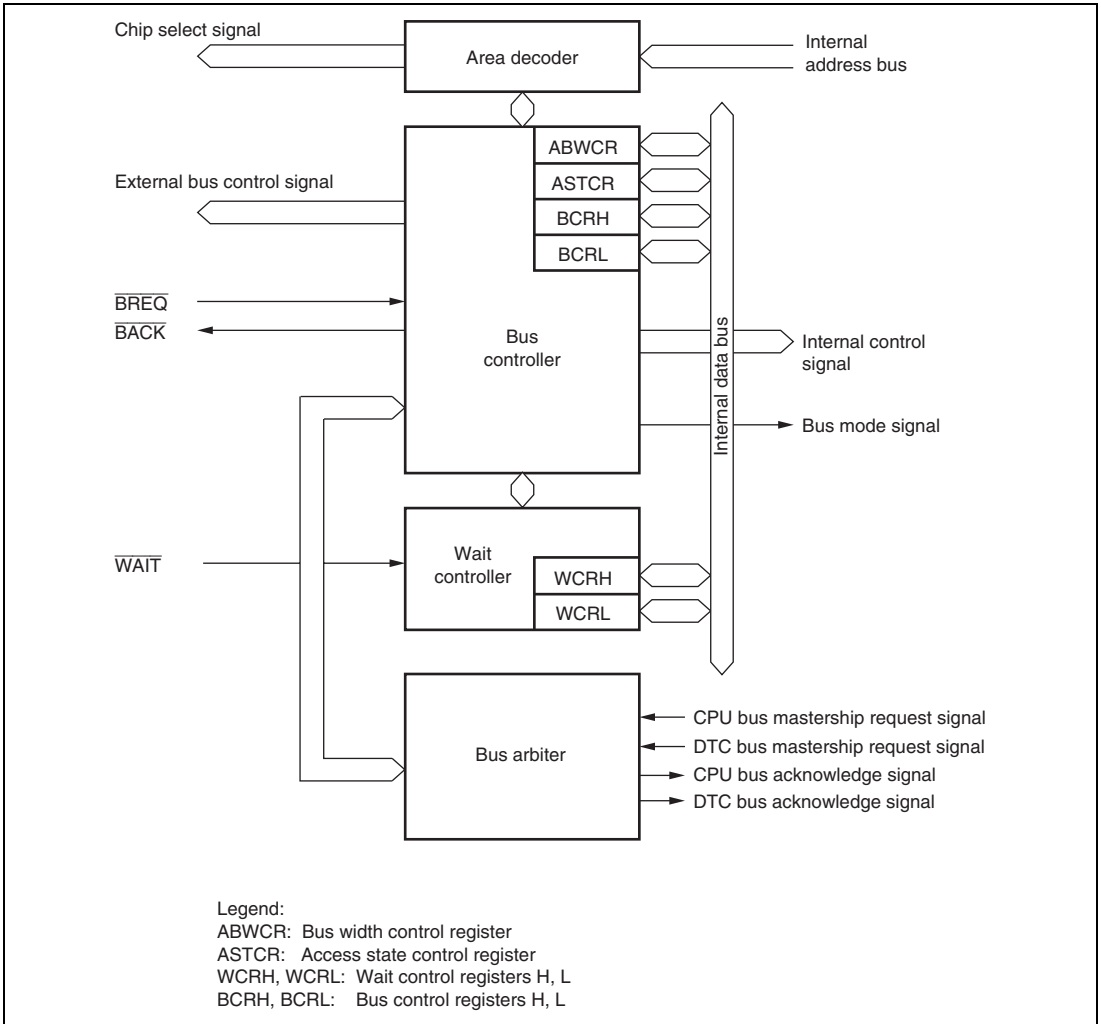 Chip select signal
Area decoder
Internal
address bus
ABWCR
ASTCR
External bus control signal
BCRH
BCRL
BREQ
BACK
Bus
controller
Internal data bus
Internal control
signal
Bus mode signal
WAIT
Wait
controller
WCRH
WCRL
Bus arbiter
CPU bus mastership request signal
DTC bus mastership request signal
CPU bus acknowledge signal
DTC bus acknowledge signal
Legend:
ABWCR: Bus width control register
ASTCR: Access state control register
WCRH, WCRL: Wait control registers H, L
BCRH, BCRL: Bus control registers H, L